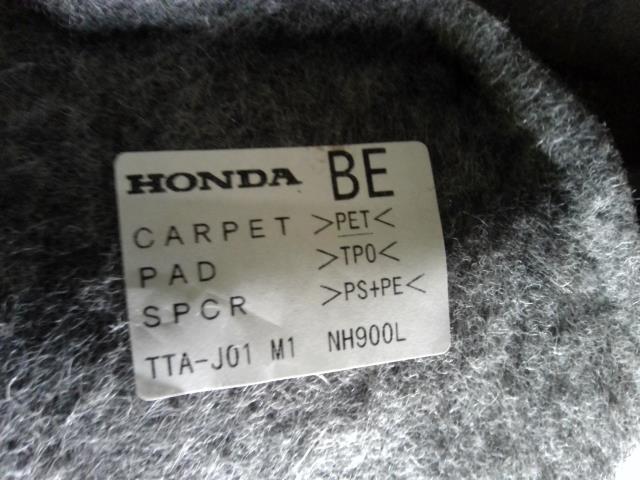 HONDA BE
CARPET >PET<
PAD >TPO<
SPCR >PS+PE<
TTA-J01 M1 NH900L